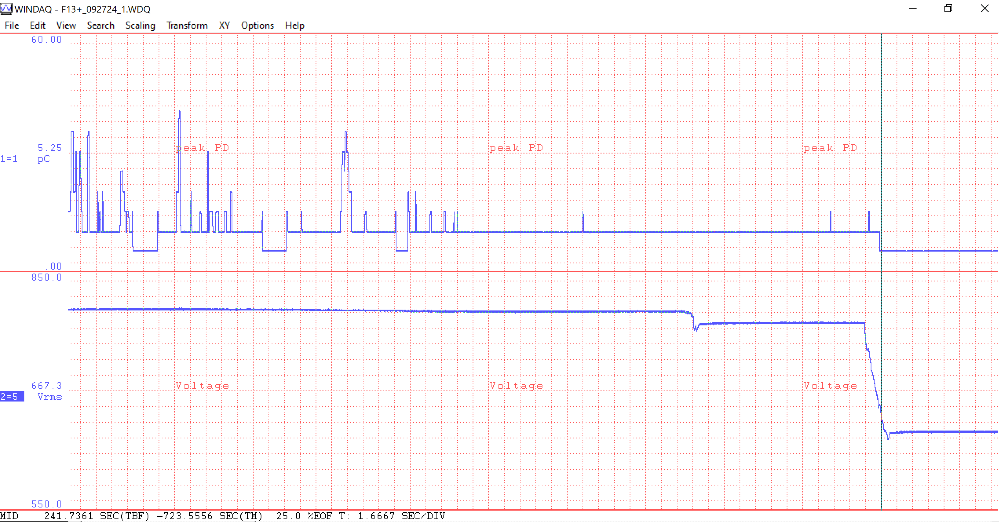 WINDAQ - F13+_092724_1.WDQ
File Edit View Search Scaling Transform XY Options Help
60.00
5.25 peak PD peak PD peak PD
1=1 pC
.00
850.0
667.3 Voltage Voltage Voltage
2=5 Vrms
550.0
MID 241.7361 SEC(TBF) -723.5556 SEC(TM) 25.0 %EOF T: 1.6667 SEC/DIV